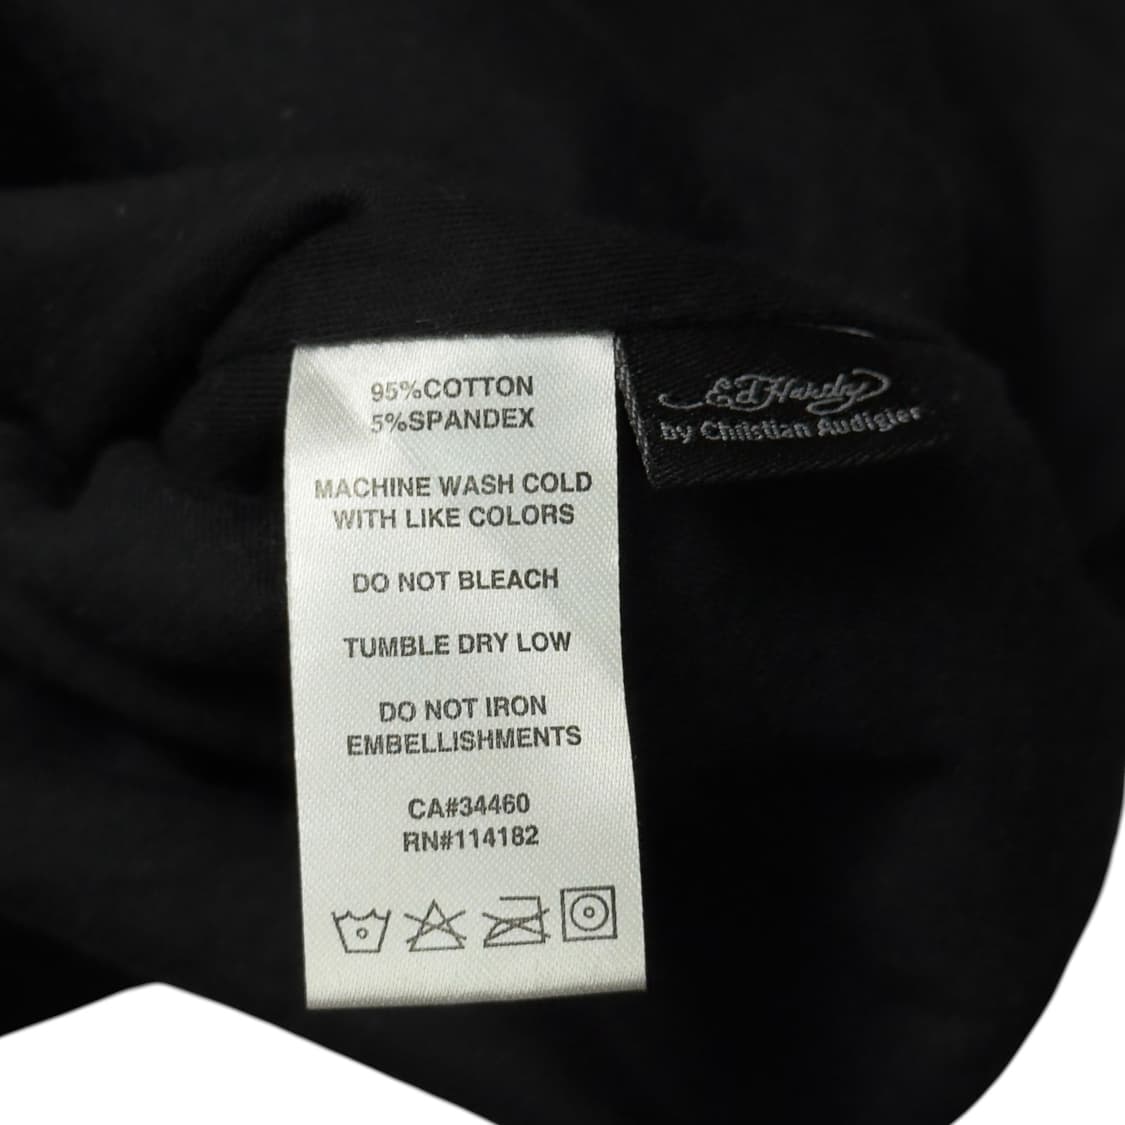 95%COTTON
5%SPANDEX
MACHINE WASH COLD
WITH LIKE COLORS
DO NOT BLEACH
TUMBLE DRY LOW
DO NOT IRON
EMBELLISHMENTS
CA#34460
RN#114182
Ed Hardy
by Christian Audigier